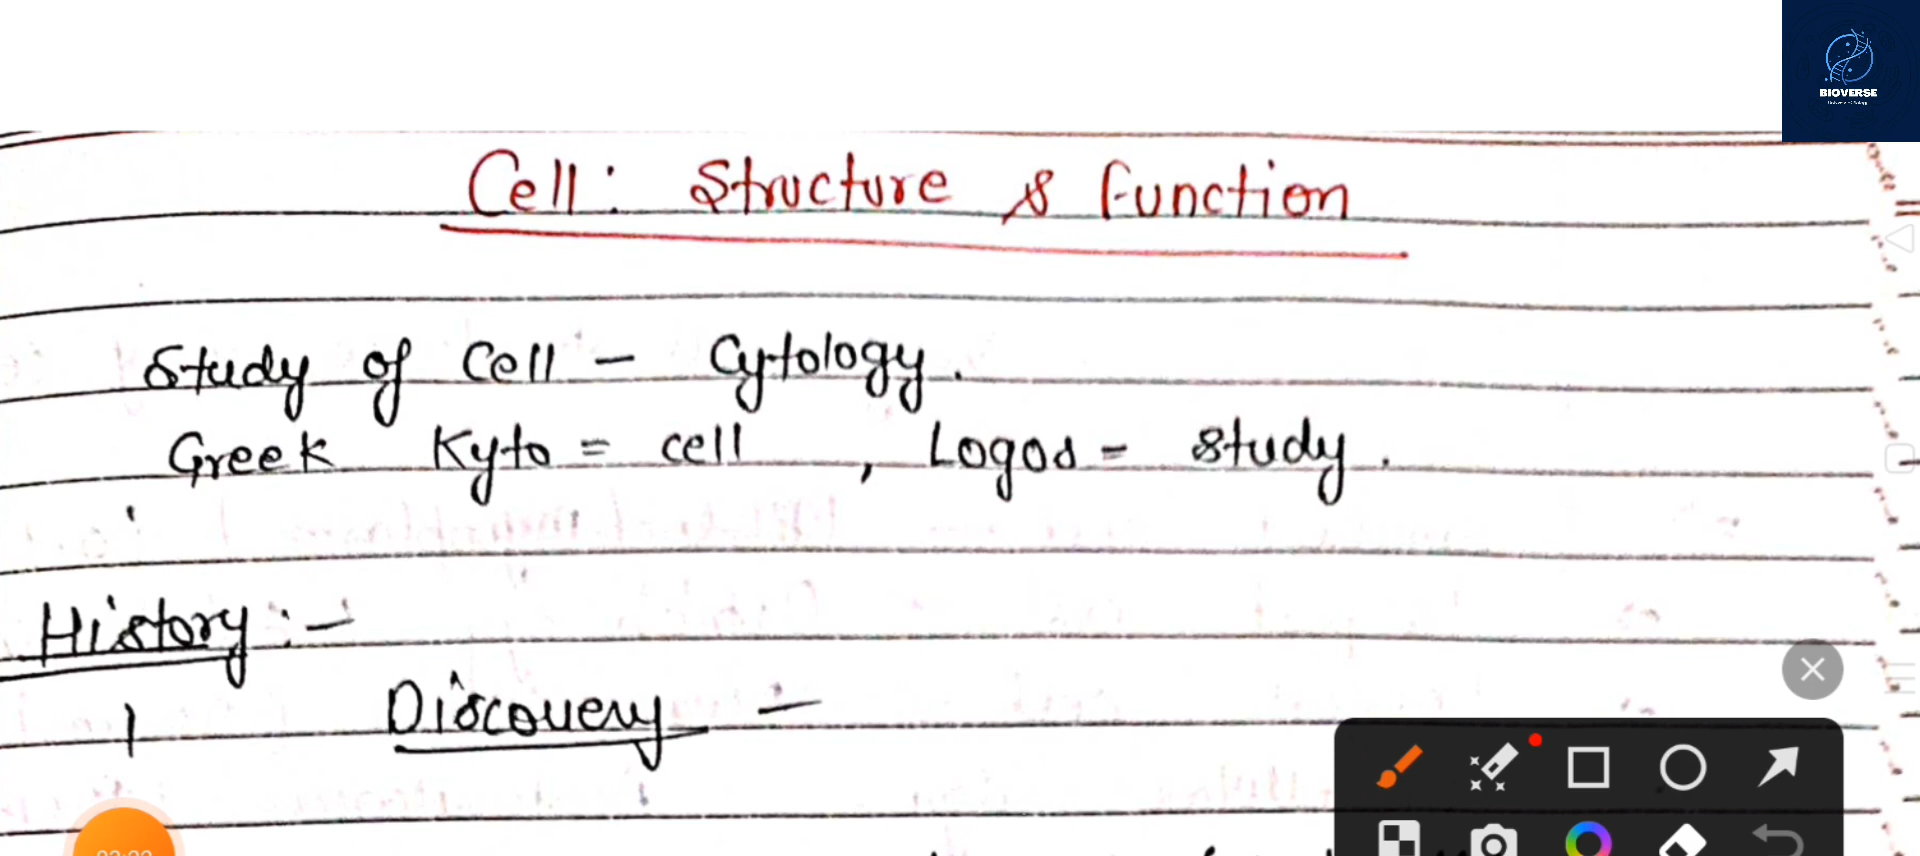 BIOVERSE
Cell: Structure & Function
Study of Cell – Cytology.
Greek Kyto = cell , Logos - study.
History :-
1 Discovery -